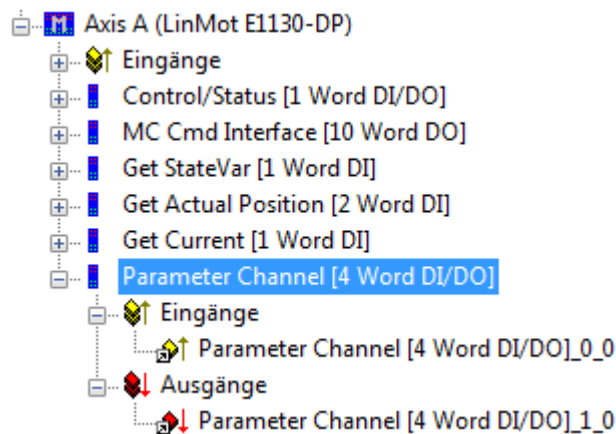 Axis A (LinMot E1130-DP)
Eingänge
Control/Status [1 Word DI/DO]
MC Cmd Interface [10 Word DO]
Get StateVar [1 Word DI]
Get Actual Position [2 Word DI]
Get Current [1 Word DI]
Parameter Channel [4 Word DI/DO]
Eingänge
Parameter Channel [4 Word DI/DO]_0_0
Ausgänge
Parameter Channel [4 Word DI/DO]_1_0